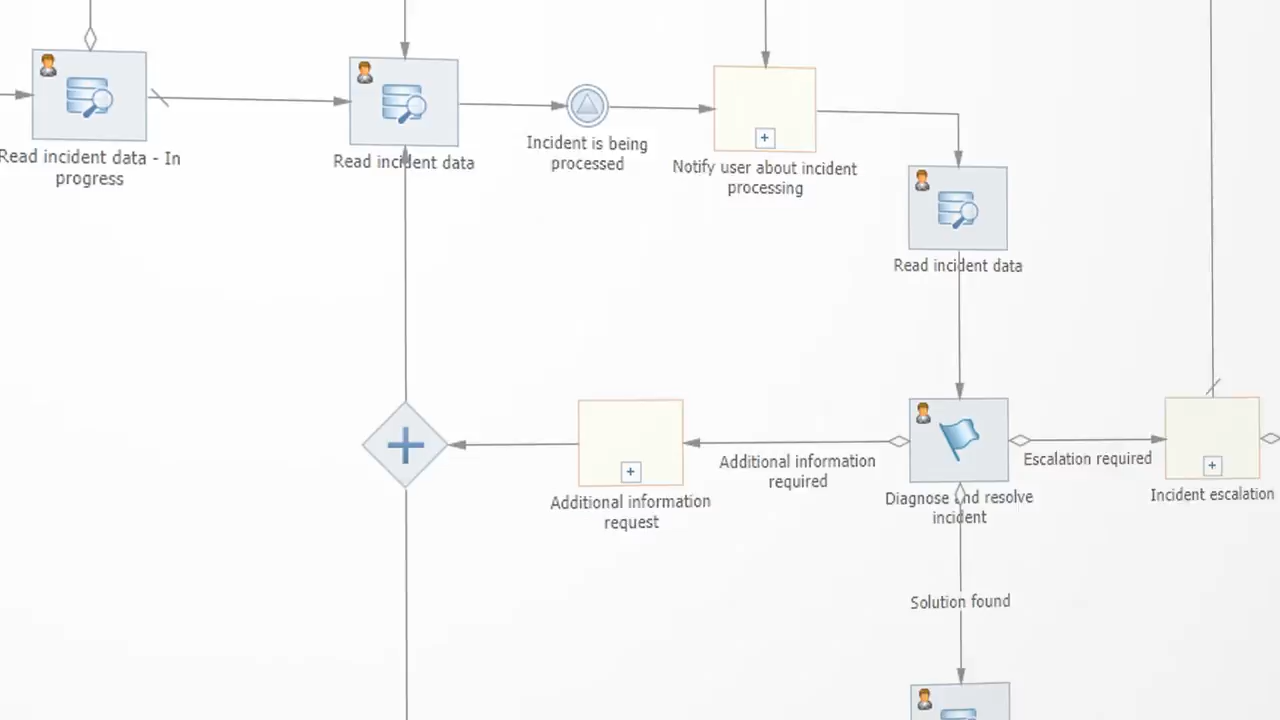 Read incident data - In
progress
Read incident data
Incident is being
processed
Notify user about incident
processing
Read incident data
Additional information
required
Escalation required
Additional information
request
Diagnose and resolve
incident
Incident escalation
Solution found